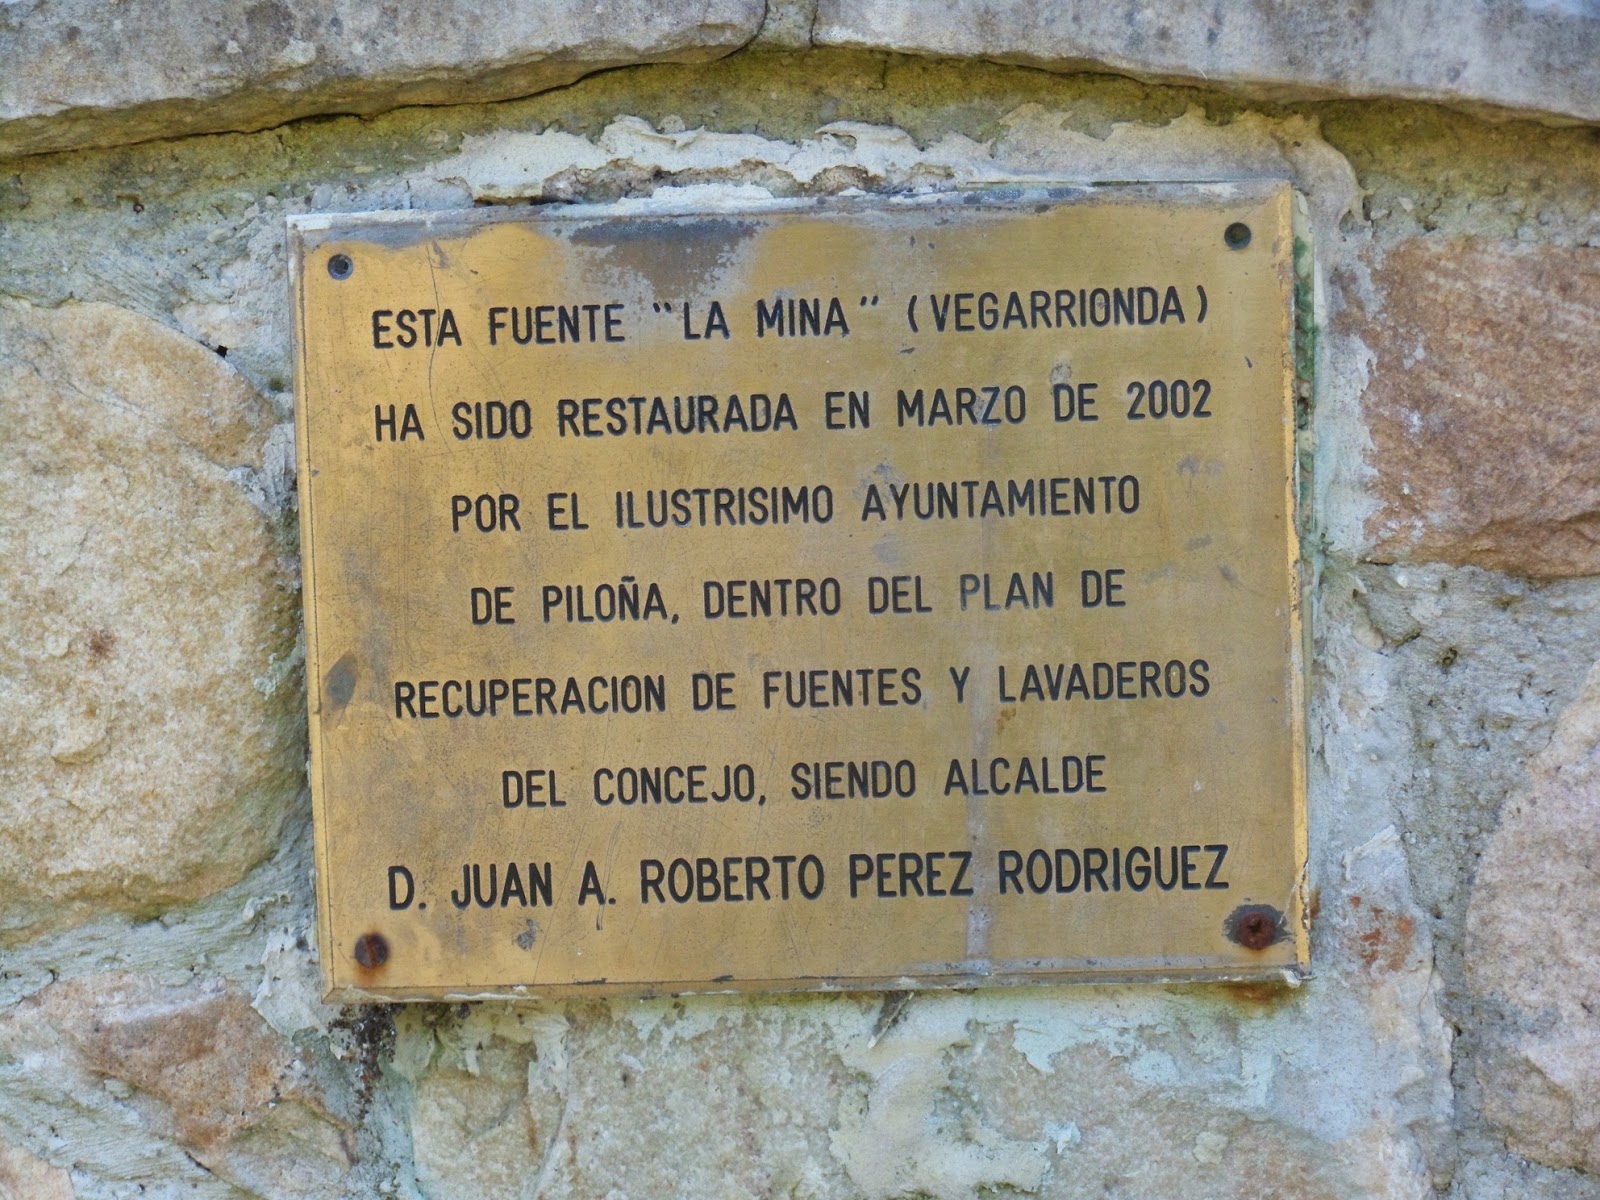 ESTA FUENTE "LA MINA" (VEGARRIONDA)
HA SIDO RESTAURADA EN MARZO DE 2002
POR EL ILUSTRISIMO AYUNTAMIENTO
DE PILOÑA, DENTRO DEL PLAN DE
RECUPERACION DE FUENTES Y LAVADEROS
DEL CONCEJO, SIENDO ALCALDE
D. JUAN A. ROBERTO PEREZ RODRIGUEZ